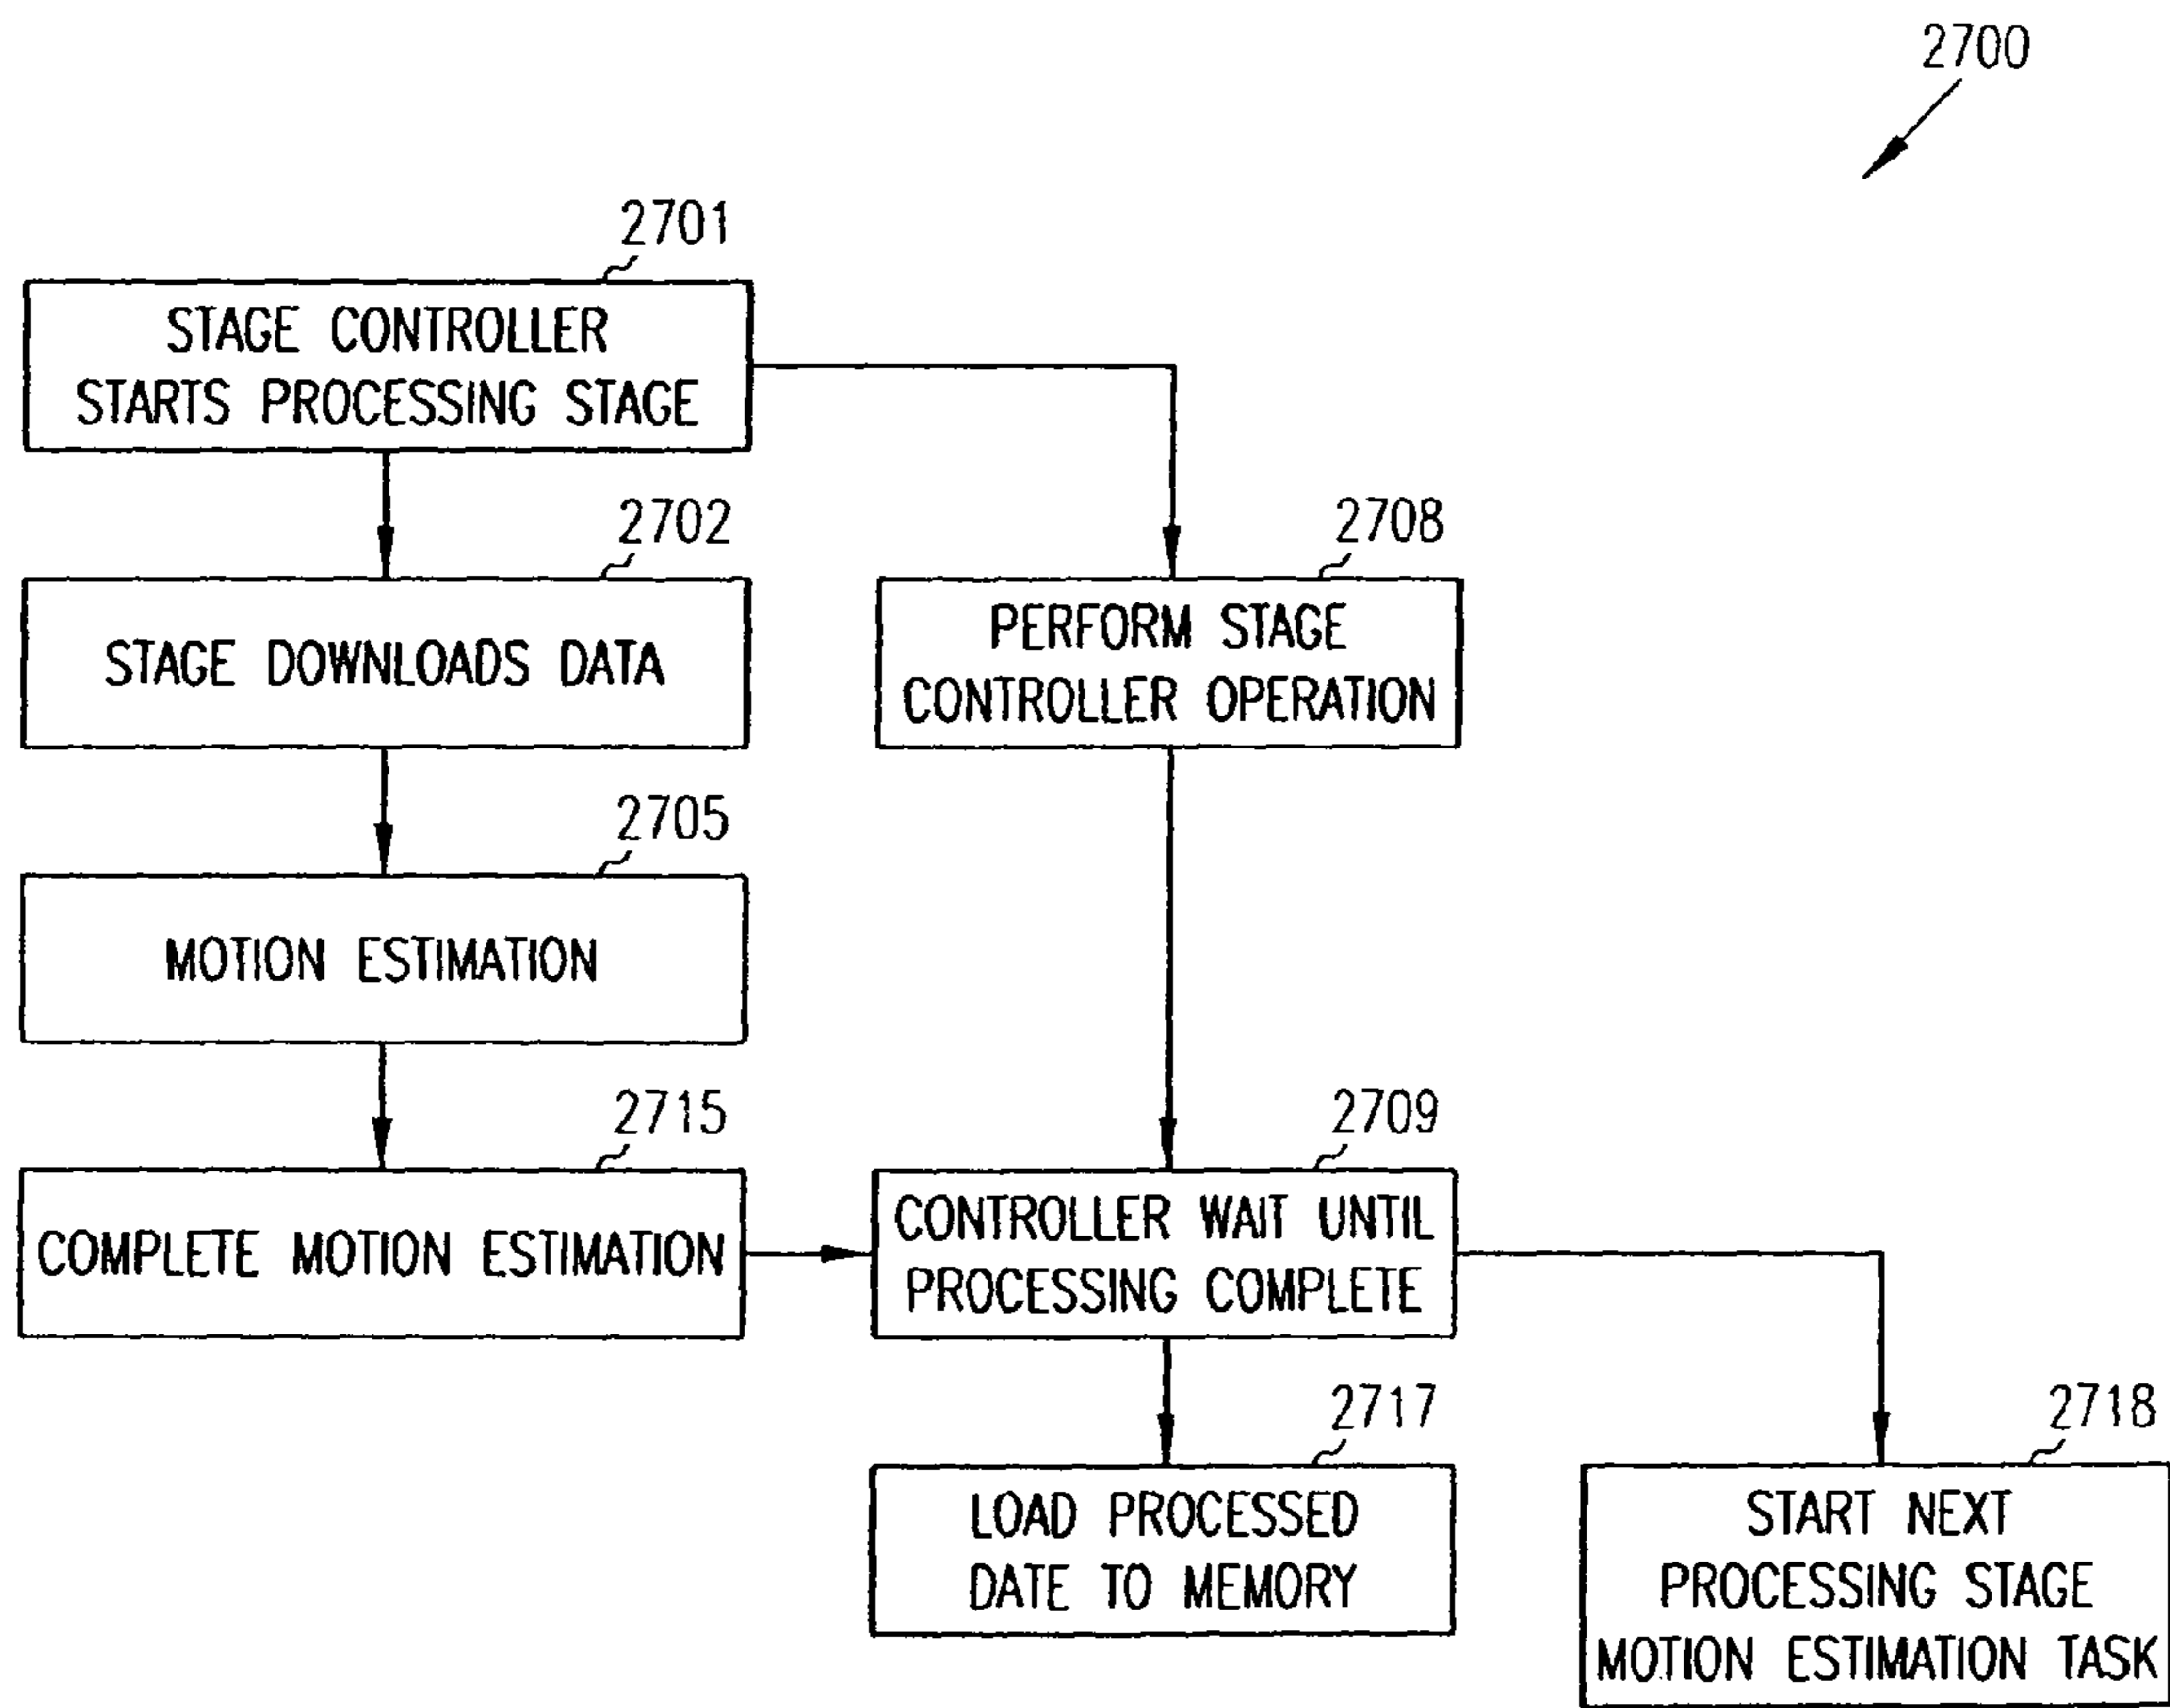 2700
2701
STAGE CONTROLLER
STARTS PROCESSING STAGE
2702
STAGE DOWNLOADS DATA
2708
PERFORM STAGE
CONTROLLER OPERATION
2705
MOTION ESTIMATION
2715
COMPLETE MOTION ESTIMATION
2709
CONTROLLER WAIT UNTIL
PROCESSING COMPLETE
2717
LOAD PROCESSED
DATE TO MEMORY
2718
START NEXT
PROCESSING STAGE
MOTION ESTIMATION TASK